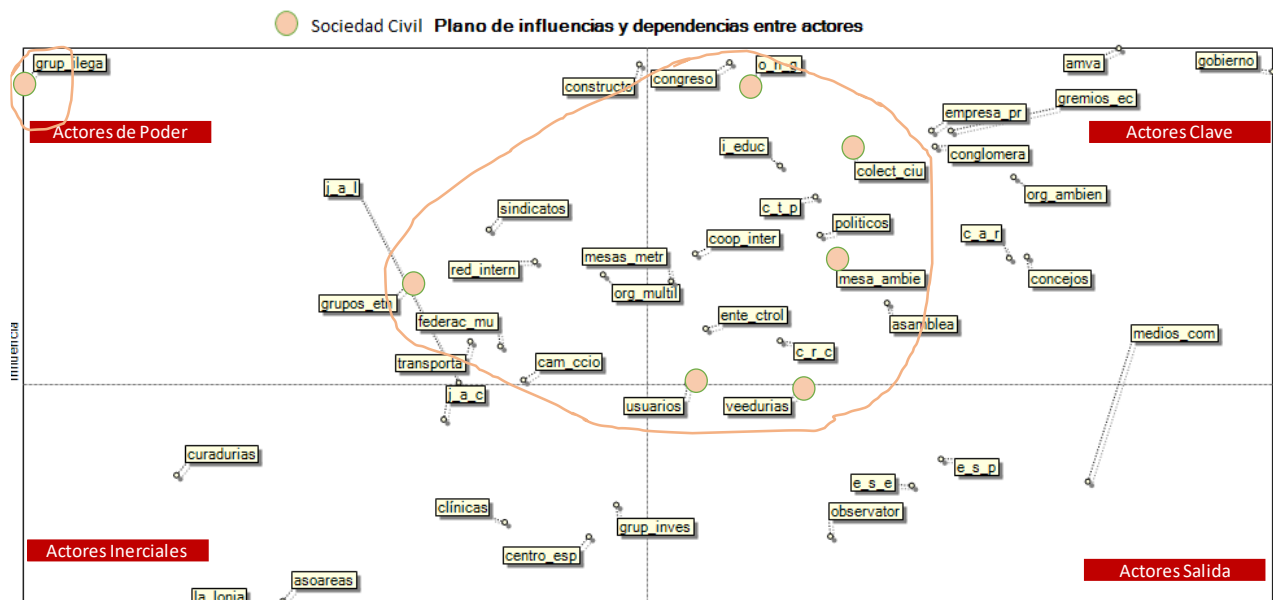 Sociedad Civil Plano de influencias y dependencias entre actores
grup_ilega
constructo
congreso
o_n_g
amva
gobierno
gremios_ec
empresa_pr
Actores de Poder
Actores Clave
i_educ
conglomera
colect_ciu
j_a_l
org_ambien
sindicatos
c_t_p
politicos
coop_inter
c_a_r
mesas_metr
red_intern
mesa_ambie
concejos
org_multil
grupos_etn
federac_mu
ente_ctrol
asamblea
medios_com
influencia
c_r_c
transporta
cam_ccio
j_a_c
usuarios
veedurias
curadurias
e_s_p
e_s_e
clínicas
observator
grup_inves
Actores Inerciales
centro_esp
Actores Salida
asoareas
la_lonja